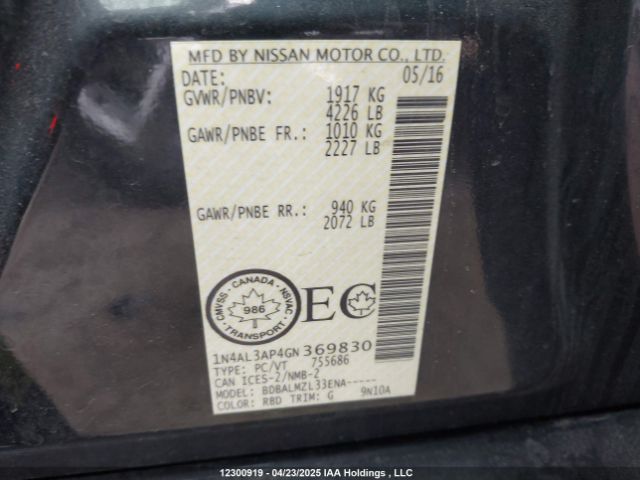 MFD BY NISSAN MOTOR CO., LTD.
DATE: 05/16
GVWR/PNBV: 1917 KG
4226 LB
GAWR/PNBE FR.: 1010 KG
2227 LB
GAWR/PNBE RR.: 940 KG
2072 LB
CANADA
CMVSS · NSVAC
986
TRANSPORT
EC
1N4AL3AP4GN369830
TYPE: PC/VT 755686
CAN ICES-2/NMB-2
MODEL: BDBALMZL33ENA-----
COLOR: RBD TRIM: G 9N10A
12300919 - 04/23/2025 IAA Holdings , LLC